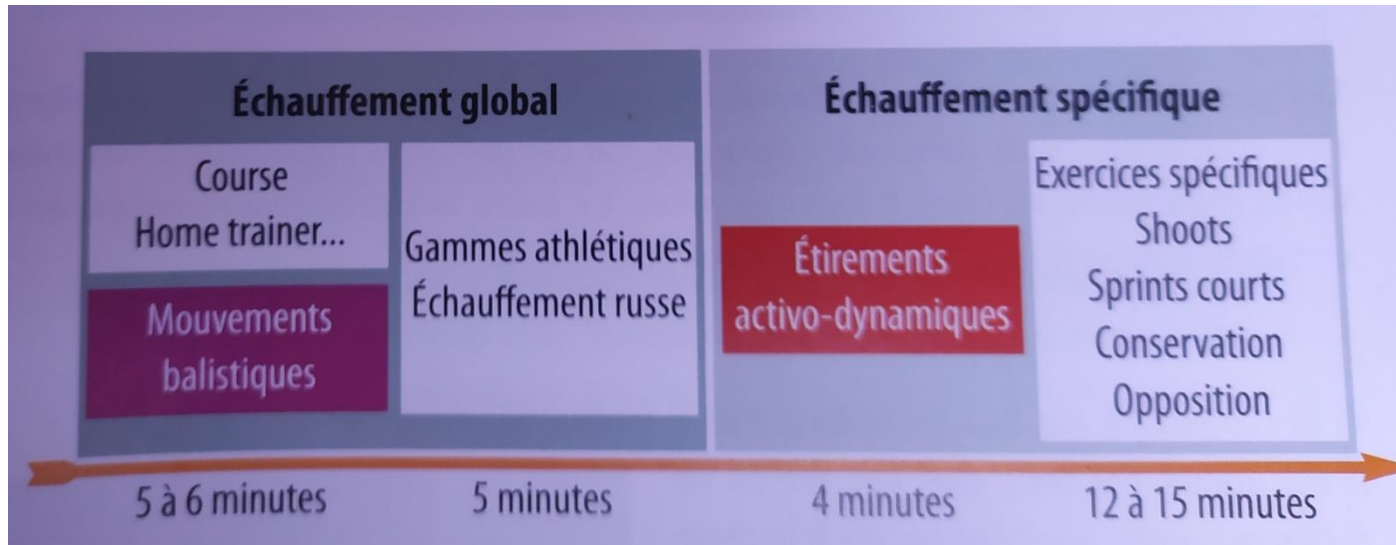 Échauffement global
Échauffement spécifique
Course
Home trainer...
Mouvements
balistiques
Gammes athlétiques
Échauffement russe
Étirements
activo-dynamiques
Exercices spécifiques
Shoots
Sprints courts
Conservation
Opposition
5 à 6 minutes
5 minutes
4 minutes
12 à 15 minutes